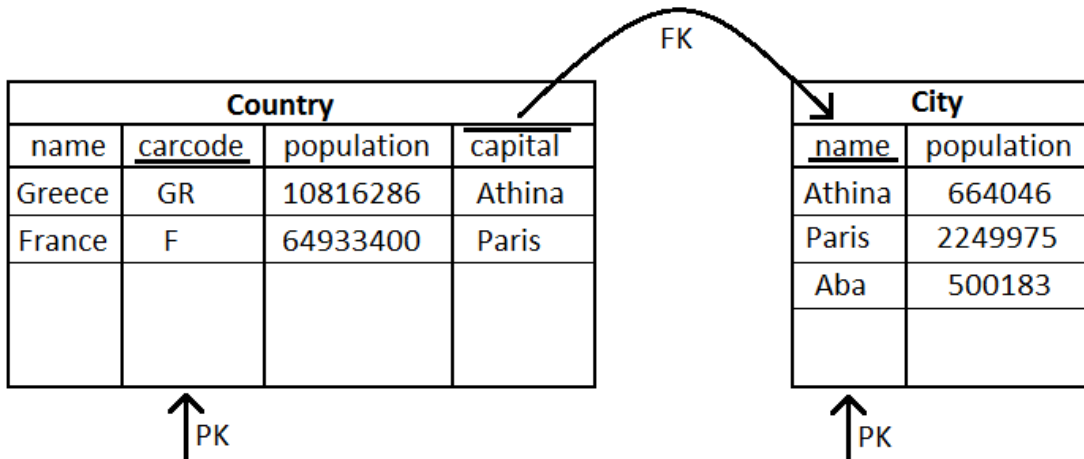 FK
Country City
name carcode population capital name population
Greece GR 10816286 Athina Athina 664046
France F 64933400 Paris Paris 2249975
Aba 500183
PK PK